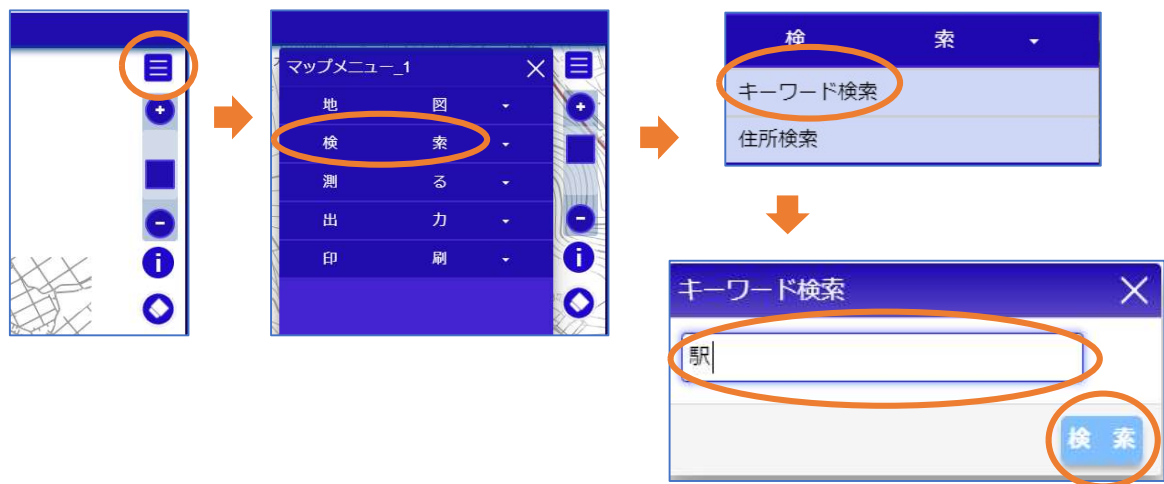 マップメニュー_1
地 図
検 索
測 る
出 力
印 刷
検 索
キーワード検索
住所検索
キーワード検索
駅
検 索